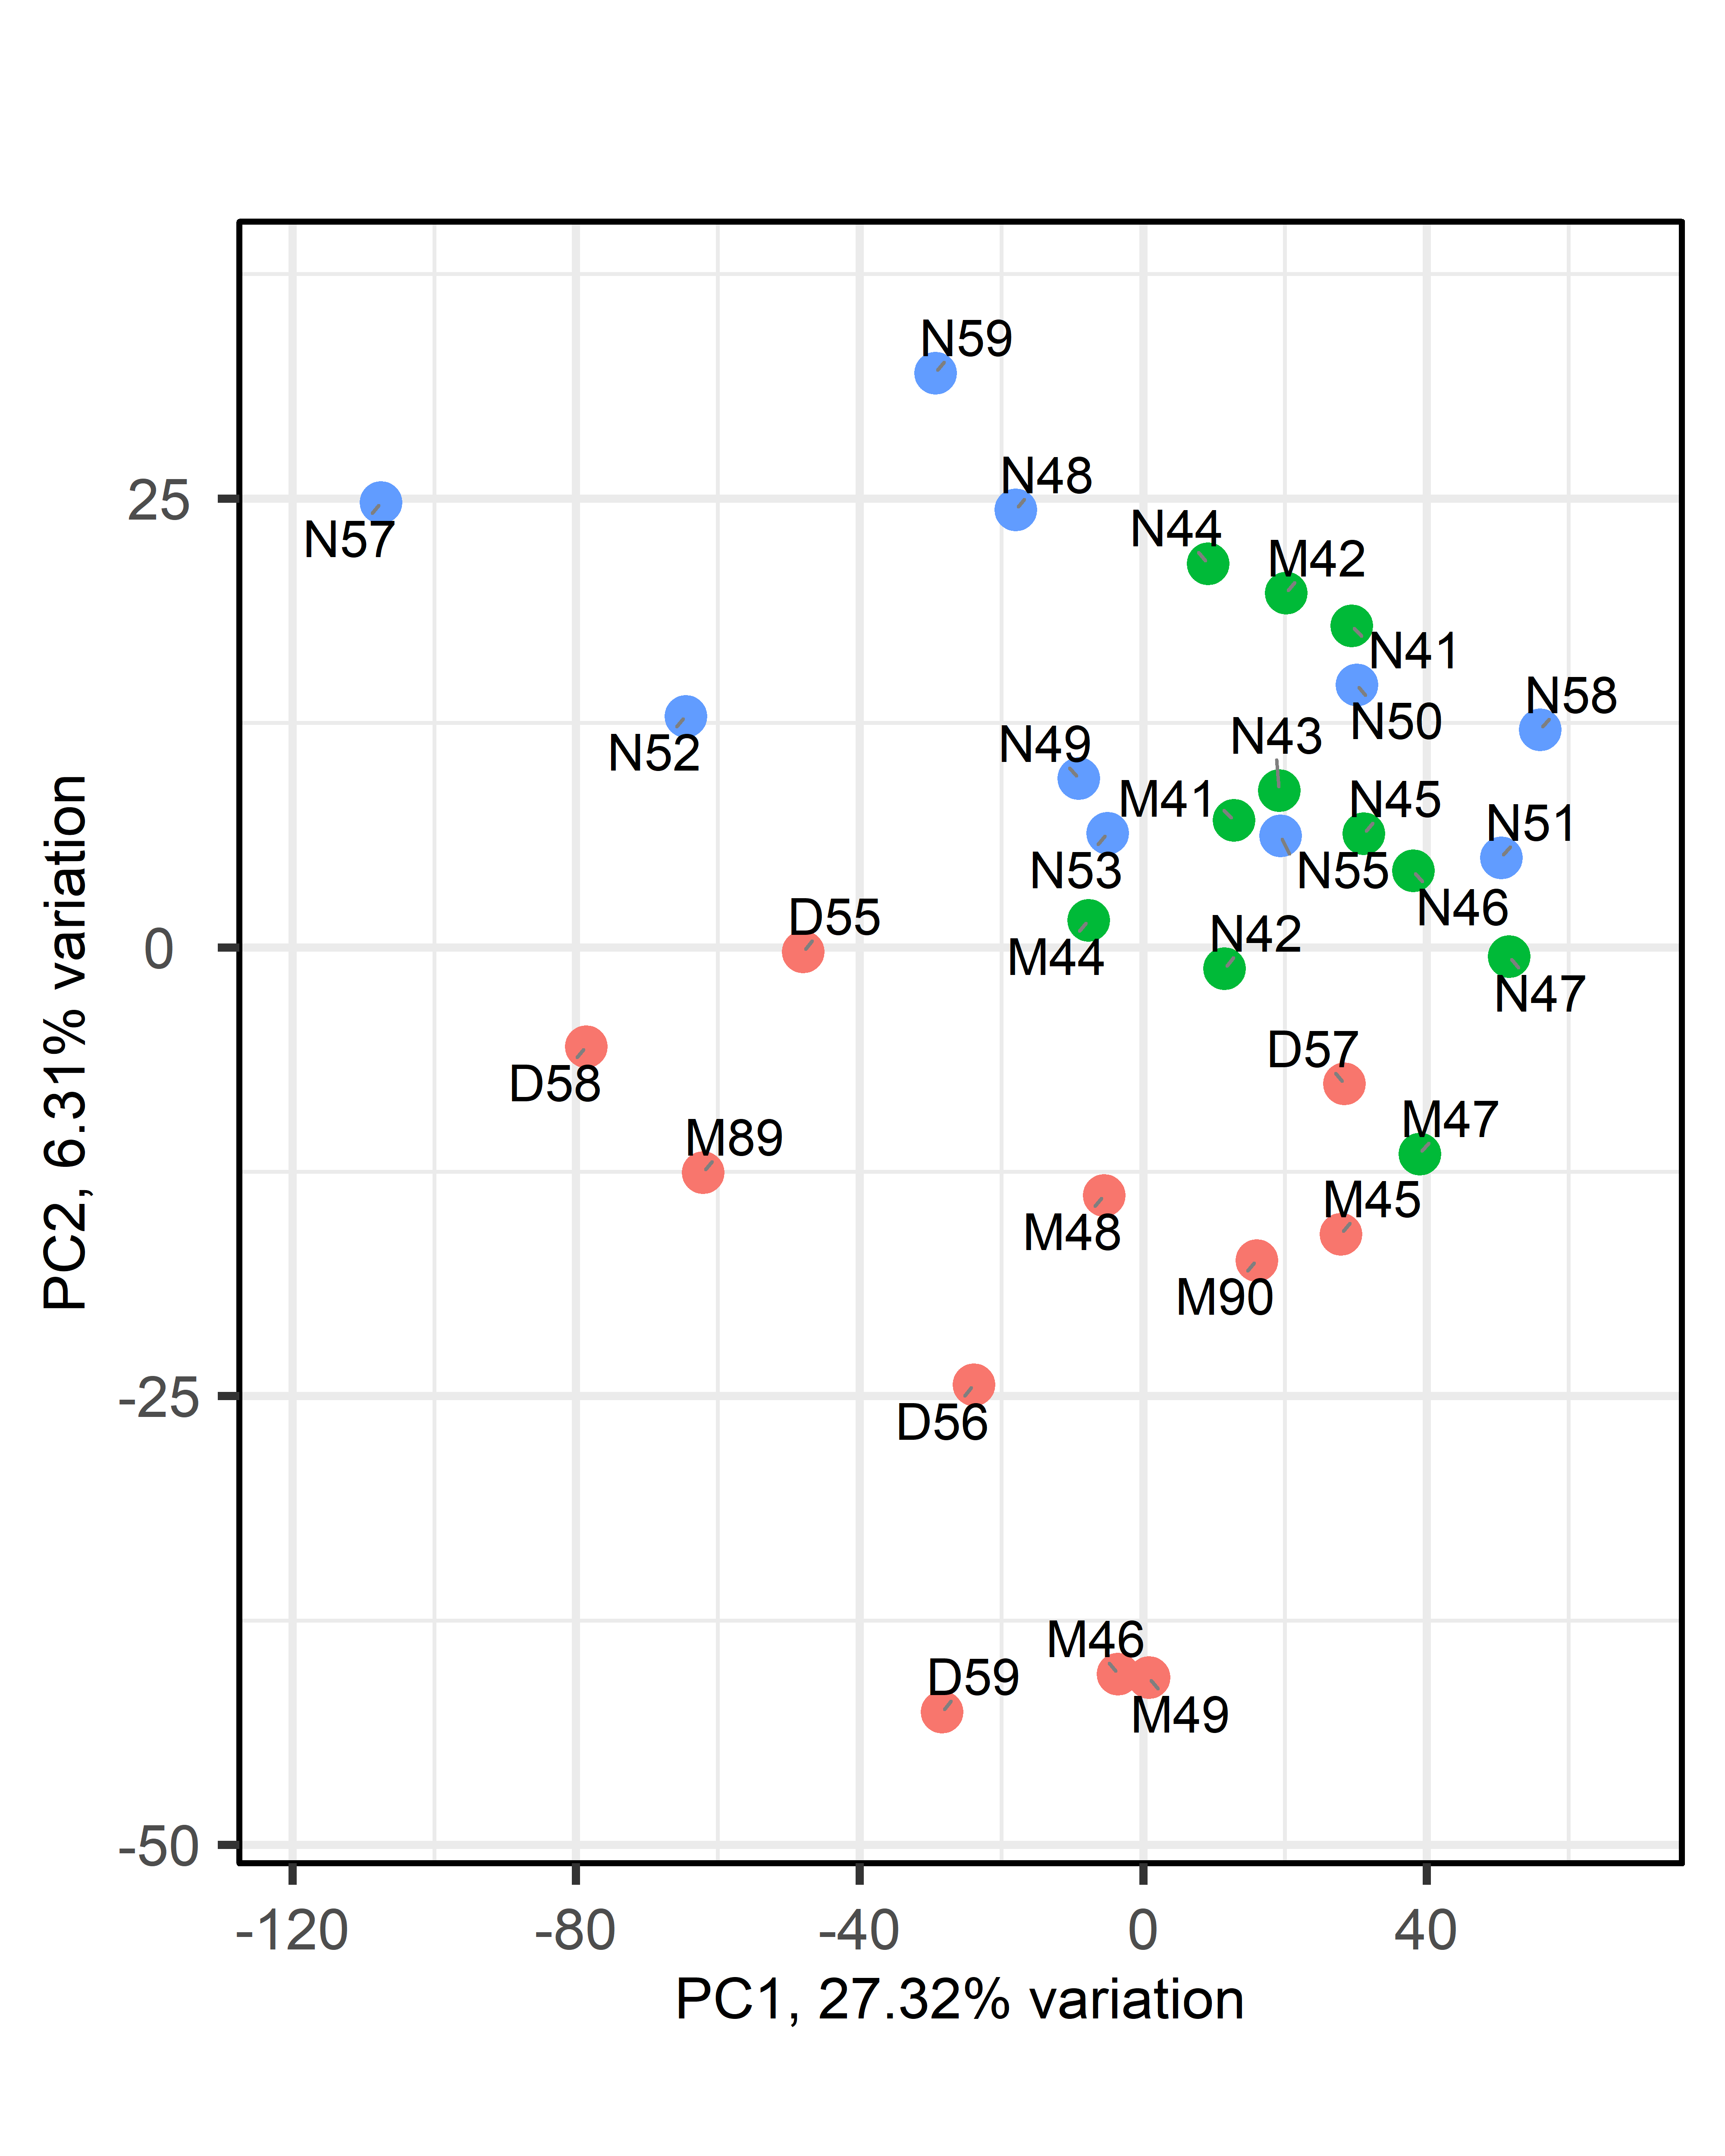 N59
N48
25
N57
N44
M42
N41
N58
N50
N52
N49
N43
M41
N45
N51
N53
N55
N46
D55
N42
0
M44
N47
D57
D58
M47
M89
M45
M48
M90
-25
D56
M46
D59
M49
-50
PC2, 6.31% variation
-120
-80
-40
0
40
PC1, 27.32% variation